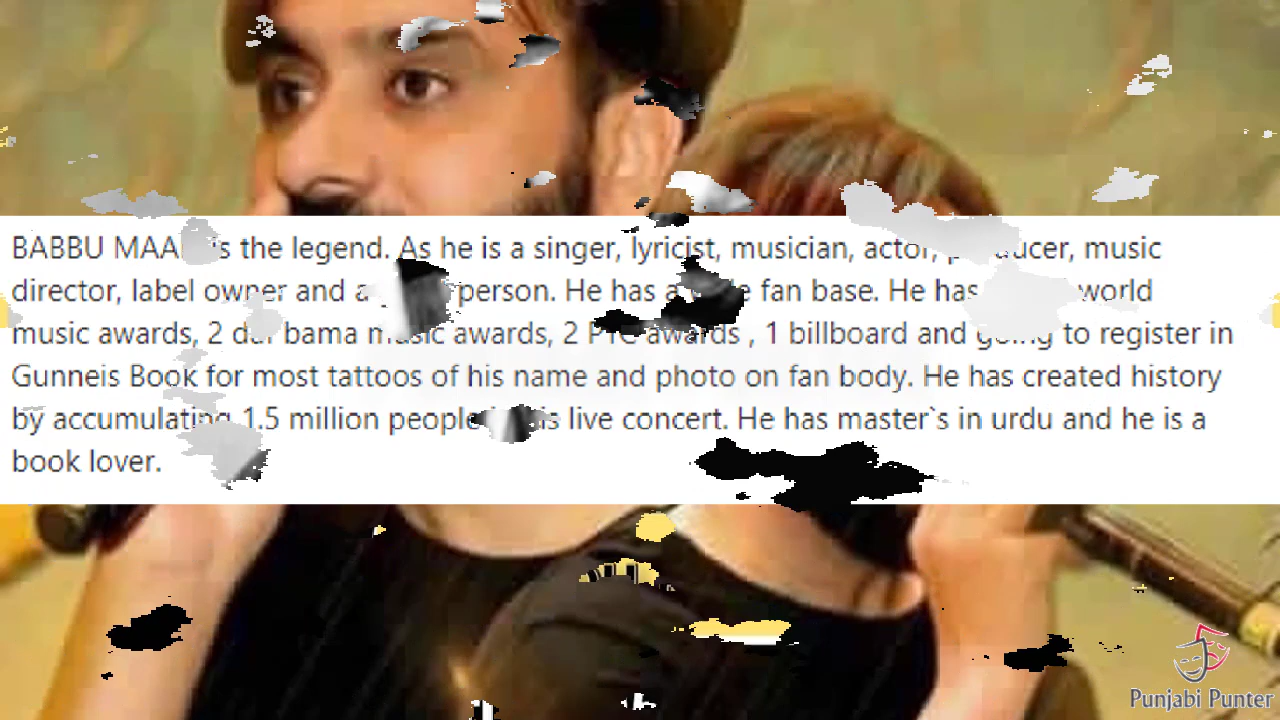 BABBU is the legend. As he is a singer, lyricist, musician, actor, producer, music
director, label owner and a person. He has a fan base. He has world
music awards, 2 bama music awards, 2 PTC awards , 1 billboard and going to register in
Gunneis Book for most tattoos of his name and photo on fan body. He has created history
by accumulating 1.5 million people live concert. He has master`s in urdu and he is a
book lover.
Punjabi Punter